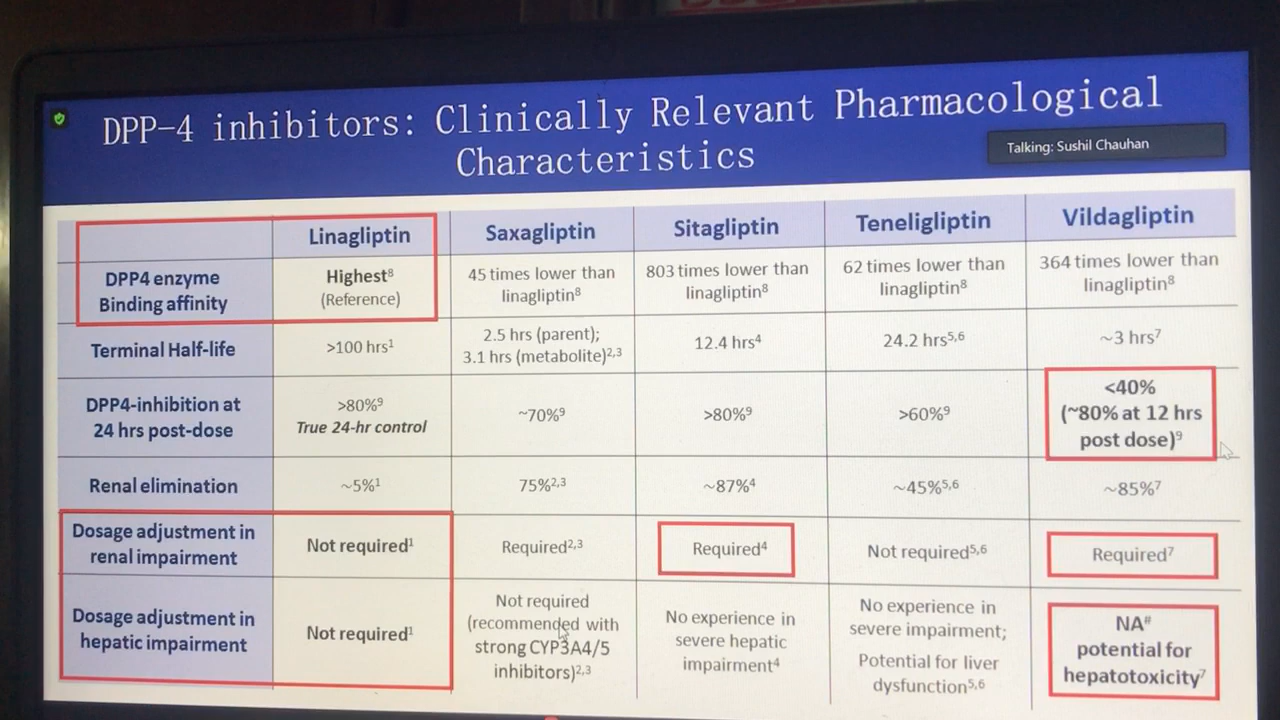 DPP-4 inhibitors: Clinically Relevant Pharmacological
Characteristics
Talking: Sushil Chauhan
Linagliptin Saxagliptin Sitagliptin Teneligliptin Vildagliptin
DPP4 enzyme
Binding affinity
Highest⁸
(Reference)
45 times lower than
linagliptin⁸
803 times lower than
linagliptin⁸
62 times lower than
linagliptin⁸
364 times lower than
linagliptin⁸
Terminal Half-life
>100 hrs¹
2.5 hrs (parent);
3.1 hrs (metabolite)²,³
12.4 hrs⁴
24.2 hrs⁵,⁶
~3 hrs⁷
DPP4-inhibition at
24 hrs post-dose
>80%⁹
True 24-hr control
~70%⁹
>80%⁹
>60%⁹
<40%
(~80% at 12 hrs
post dose)⁹
Renal elimination
~5%¹
75%²,³
~87%⁴
~45%⁵,⁶
~85%⁷
Dosage adjustment in
renal impairment
Not required¹
Required²,³
Required⁴
Not required⁵,⁶
Required⁷
Dosage adjustment in
hepatic impairment
Not required¹
Not required
(recommended with
strong CYP3A4/5
inhibitors)²,³
No experience in
severe hepatic
impairment⁴
No experience in
severe impairment;
Potential for liver
dysfunction⁵,⁶
NA#
potential for
hepatotoxicity⁷